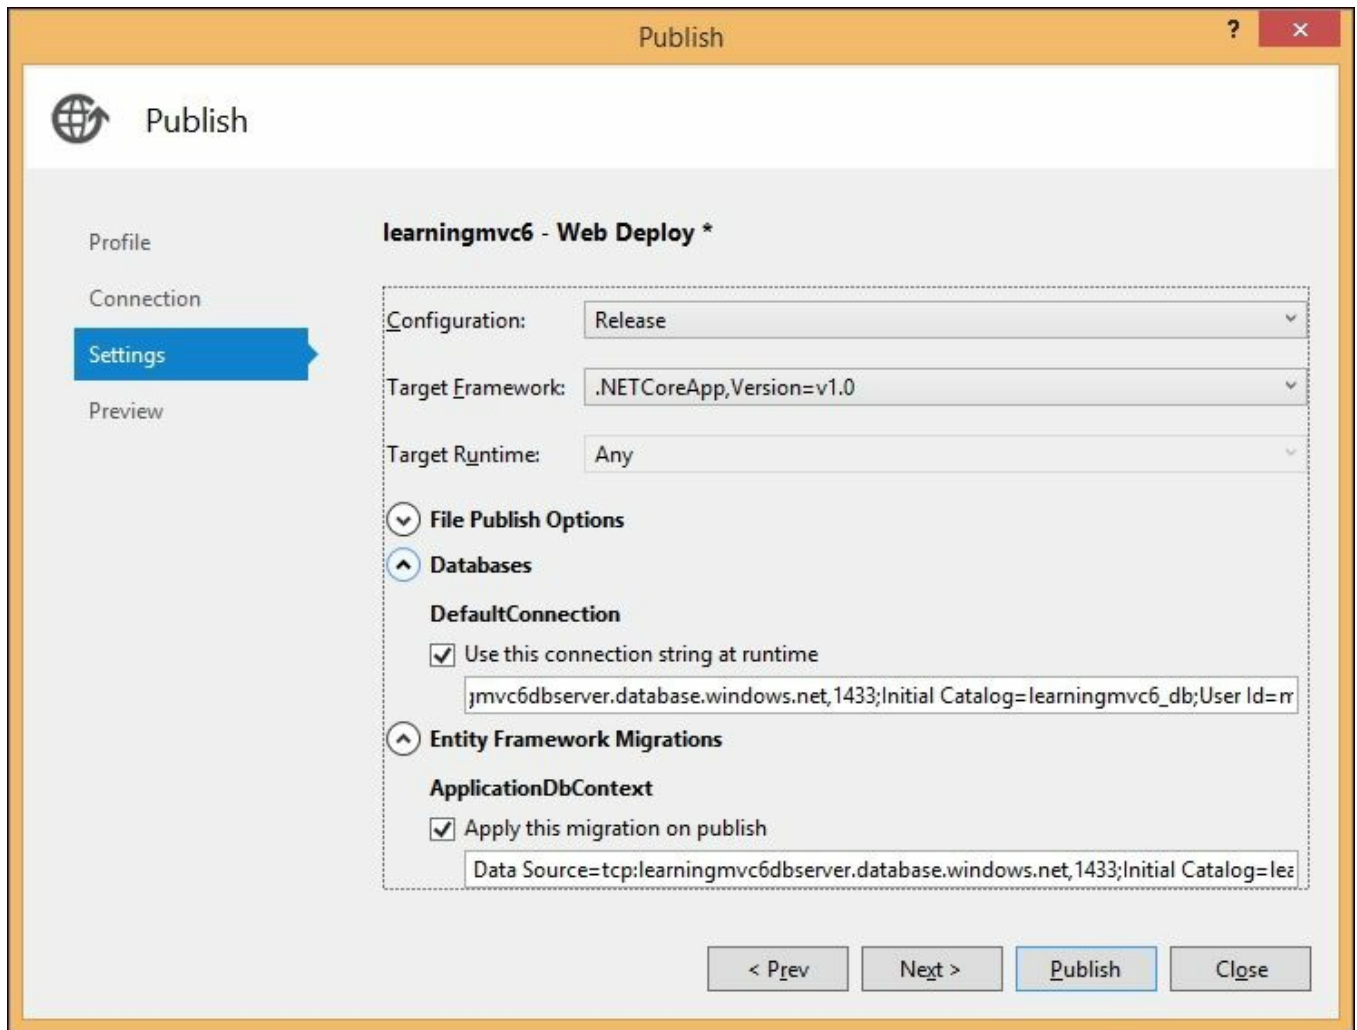 Publish
?
Publish
Profile
Connection
Settings
Preview
learningmvc6 - Web Deploy *
Configuration: Release
Target Framework: .NETCoreApp,Version=v1.0
Target Runtime: Any
File Publish Options
Databases
DefaultConnection
Use this connection string at runtime
gmvc6dbserver.database.windows.net,1433;Initial Catalog=learningmvc6_db;User Id=m
Entity Framework Migrations
ApplicationDbContext
Apply this migration on publish
Data Source=tcp:learningmvc6dbserver.database.windows.net,1433;Initial Catalog=lea
< Prev Next > Publish Close